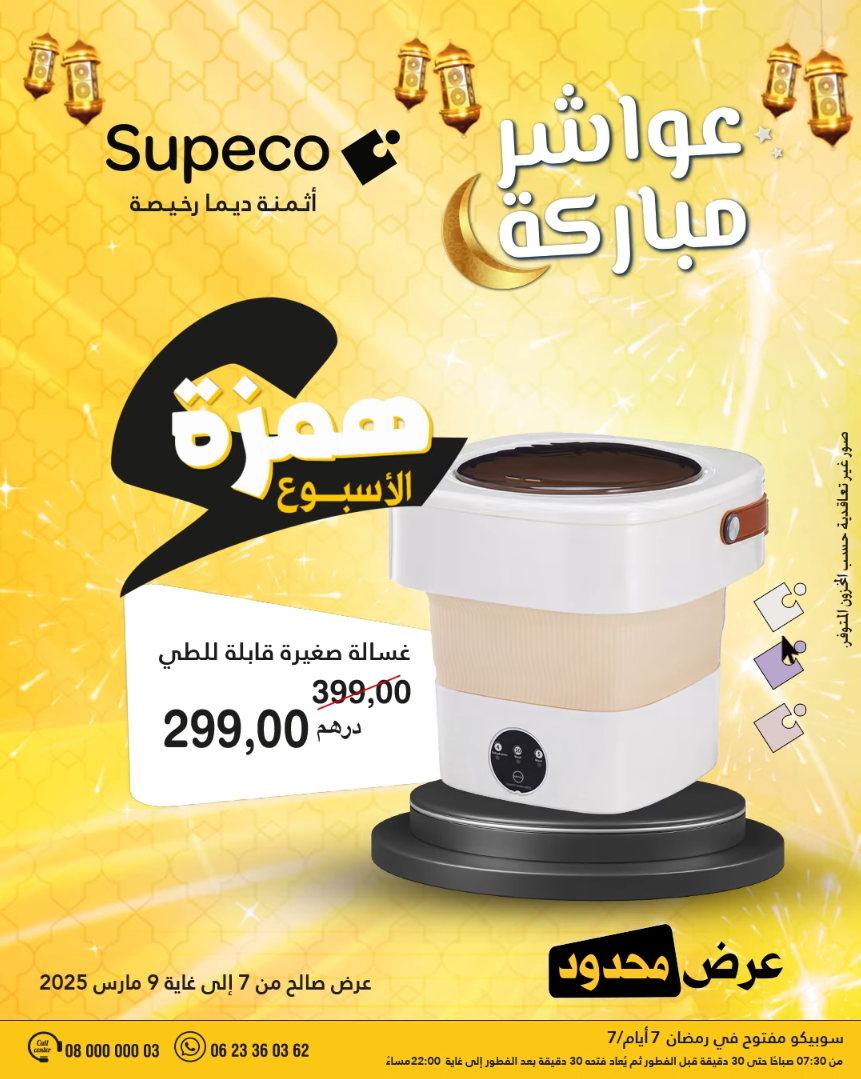 Supeco
أثمنة ديما رخيصة
عواشر
مباركة
همزة
الأسبوع
غسالة صغيرة قابلة للطي
399,00
299,00 درهم
صور غير تعاقدية حسب المخزون المتوفر
عرض محدود
عرض صالح من 7 إلى غاية 9 مارس 2025
سوبيكو مفتوح في رمضان 7أيام/7
من 07:30 صباحًا حتى 30 دقيقة قبل الفطور ثم يُعاد فتحه 30 دقيقة بعد الفطور إلى غاية 22:00مساءً
Call center
08 000 000 03
06 23 36 03 62